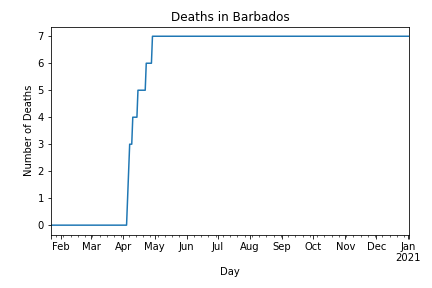 Deaths in Barbados
Number of Deaths
7
6
5
4
3
2
1
0
Feb Mar Apr May Jun Jul Aug Sep Oct Nov Dec Jan
2021
Day